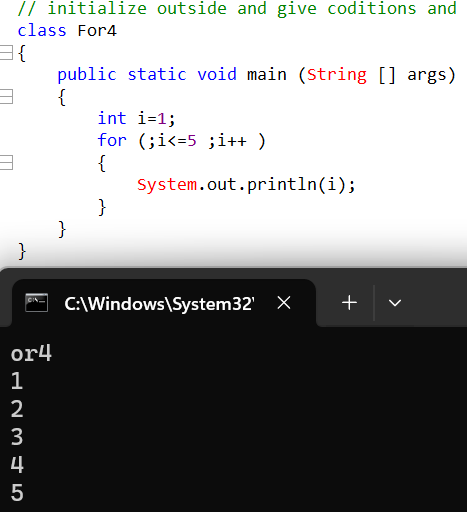 // initialize outside and give coditions and
class For4
{
    public static void main (String [] args)
    {
        int i=1;
        for (;i<=5 ;i++ )
        {
            System.out.println(i);
        }
    }
}
C:\Windows\System32\
or4
1
2
3
4
5